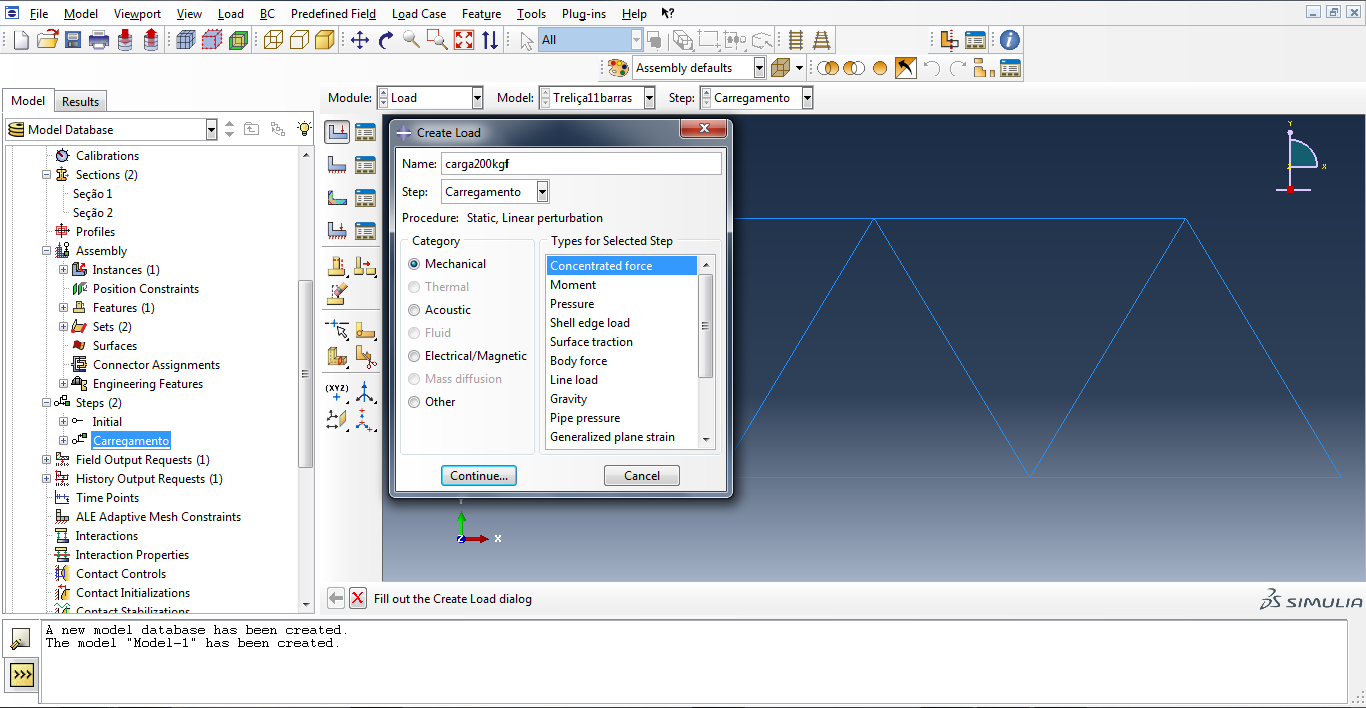 File Model Viewport View Load BC Predefined Field Load Case Feature Tools Plug-ins Help
All
Assembly defaults
Model Results
Module: Load Model: Treliça11barras Step: Carregamento
Model Database
Calibrations
Sections (2)
Seção 1
Seção 2
Profiles
Assembly
Instances (1)
Position Constraints
Features (1)
Sets (2)
Surfaces
Connector Assignments
Engineering Features
Steps (2)
Initial
Carregamento
Field Output Requests (1)
History Output Requests (1)
Time Points
ALE Adaptive Mesh Constraints
Interactions
Interaction Properties
Contact Controls
Contact Initializations
Contact Stabilizations
(XYZ)
Create Load
Name: carga200kgf
Step: Carregamento
Procedure: Static, Linear perturbation
Category
Mechanical
Thermal
Acoustic
Fluid
Electrical/Magnetic
Mass diffusion
Other
Types for Selected Step
Concentrated force
Moment
Pressure
Shell edge load
Surface traction
Body force
Line load
Gravity
Pipe pressure
Generalized plane strain
Continue... Cancel
Y
X
Z
Y
Z X
Fill out the Create Load dialog
SIMULIA
A new model database has been created.
The model "Model-1" has been created.
>>>